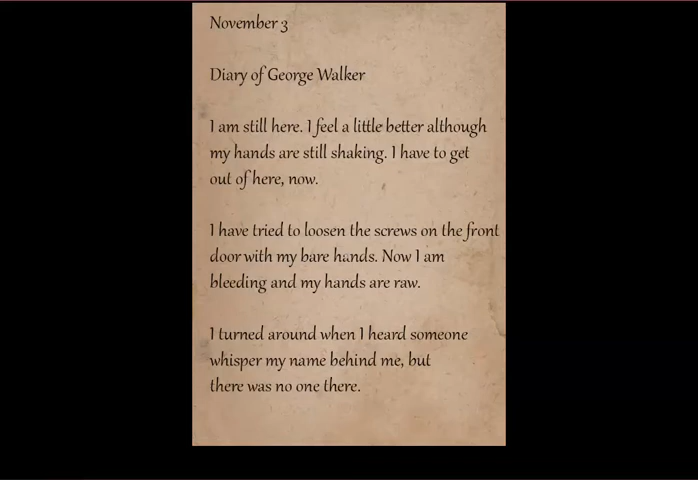 November 3
Diary of George Walker
I am still here. I feel a little better although
my hands are still shaking. I have to get
out of here, now.
I have tried to loosen the screws on the front
door with my bare hands. Now I am
bleeding and my hands are raw.
I turned around when I heard someone
whisper my name behind me, but
there was no one there.